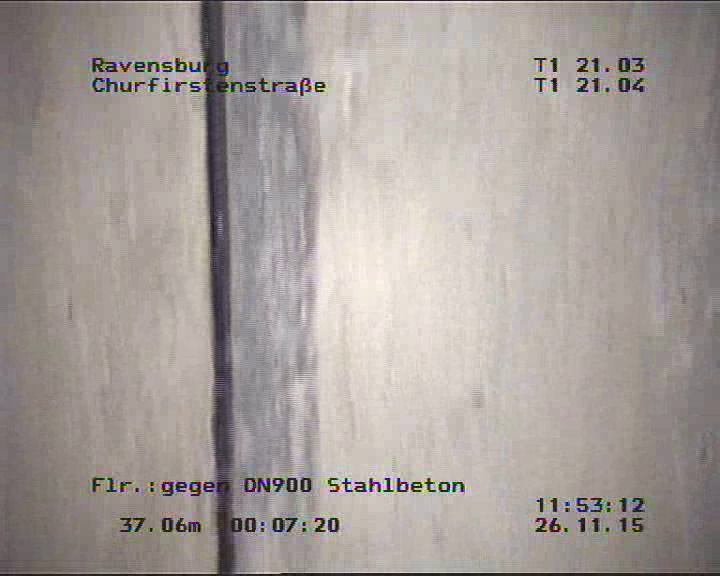 Ravensburg
Churfirstenstraße
T1 21.03
T1 21.04
Flr.:gegen DN900 Stahlbeton
37.06m 00:07:20
11:53:12
26.11.15